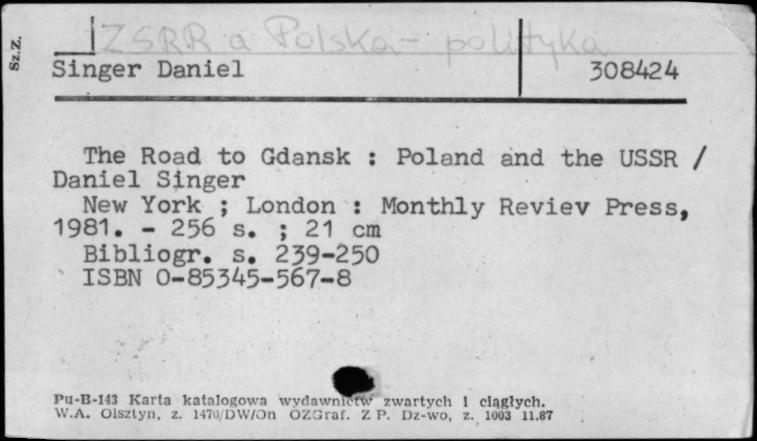 ZSRR a Polska - polityka
Sz.Z.
Singer Daniel 308424
The Road to Gdansk : Poland and the USSR /
Daniel Singer
New York ; London : Monthly Reviev Press,
1981. - 256 s. ; 21 cm
Bibliogr. s. 239-250
ISBN 0-85345-567-8
Pu-B-143 Karta katalogowa wydawnictw zwartych i ciągłych.
W.A. Olsztyn, z. 1470/DW/On OZGraf. Z P. Dz-wo, z. 1003 11.87